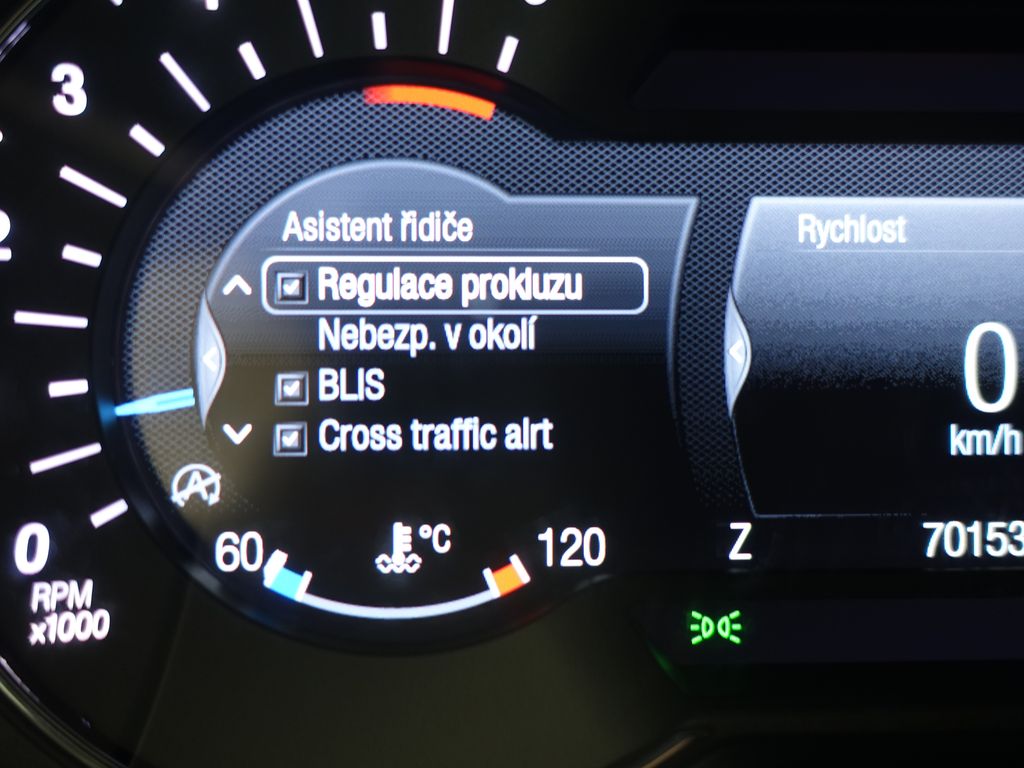 3
2
0
RPM
x1000
Asistent řidiče
Regulace prokluzu
Nebezp. v okolí
BLIS
Cross traffic alrt
A
60
°C
120
Rychlost
0
km/h
Z
70153